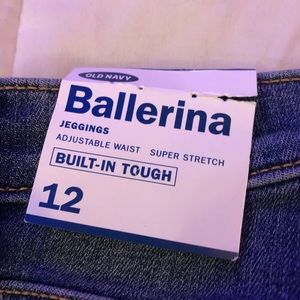 OLD NAVY
Ballerina
JEGGINGS
ADJUSTABLE WAIST SUPER STRETCH
BUILT-IN TOUGH
12